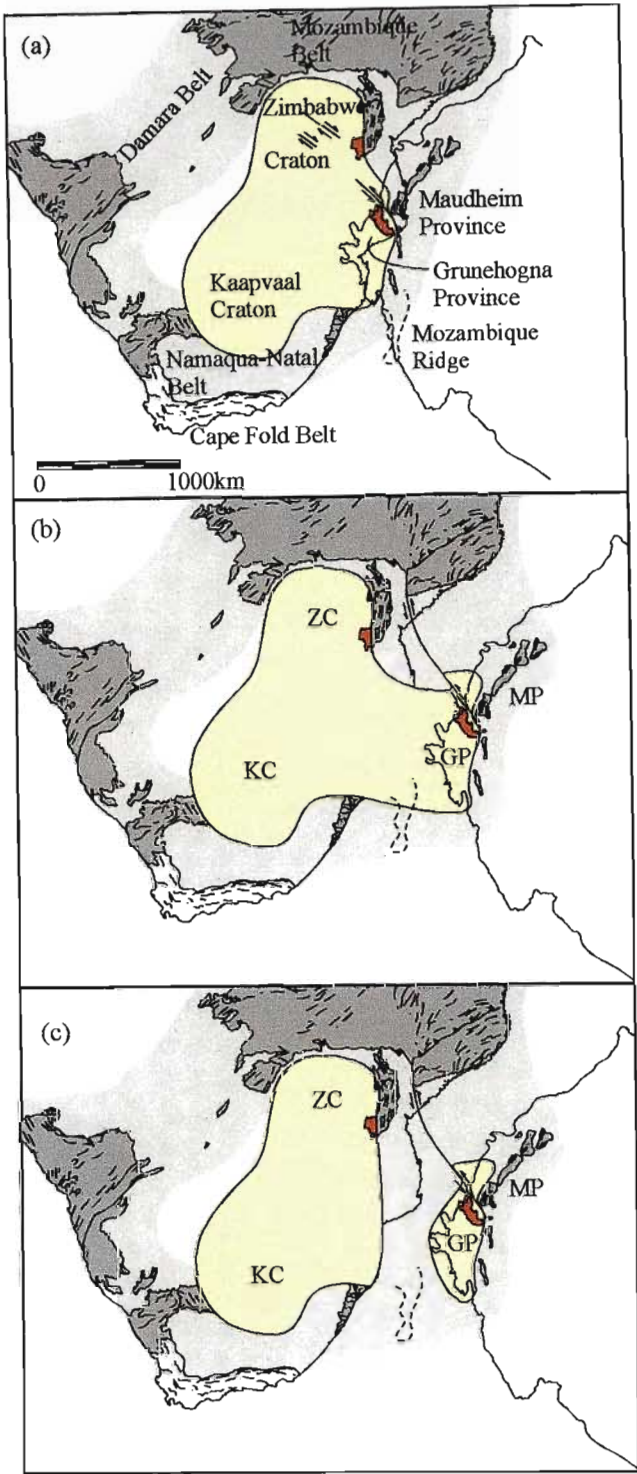 (a)
Mozambique
Belt
Damara Belt
Zimbabw
Craton
Maudheim
Province
Kaapvaal
Craton
Grunehogna
Province
Mozambique
Ridge
Namaqua-Natal
Belt
Cape Fold Belt
0
1000km
(b)
ZC
MP
GP
KC
(c)
ZC
MP
GP
KC